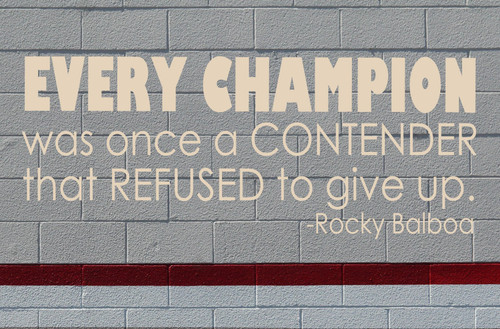 EVERY CHAMPION
was once a CONTENDER
that REFUSED to give up.
-Rocky Balboa